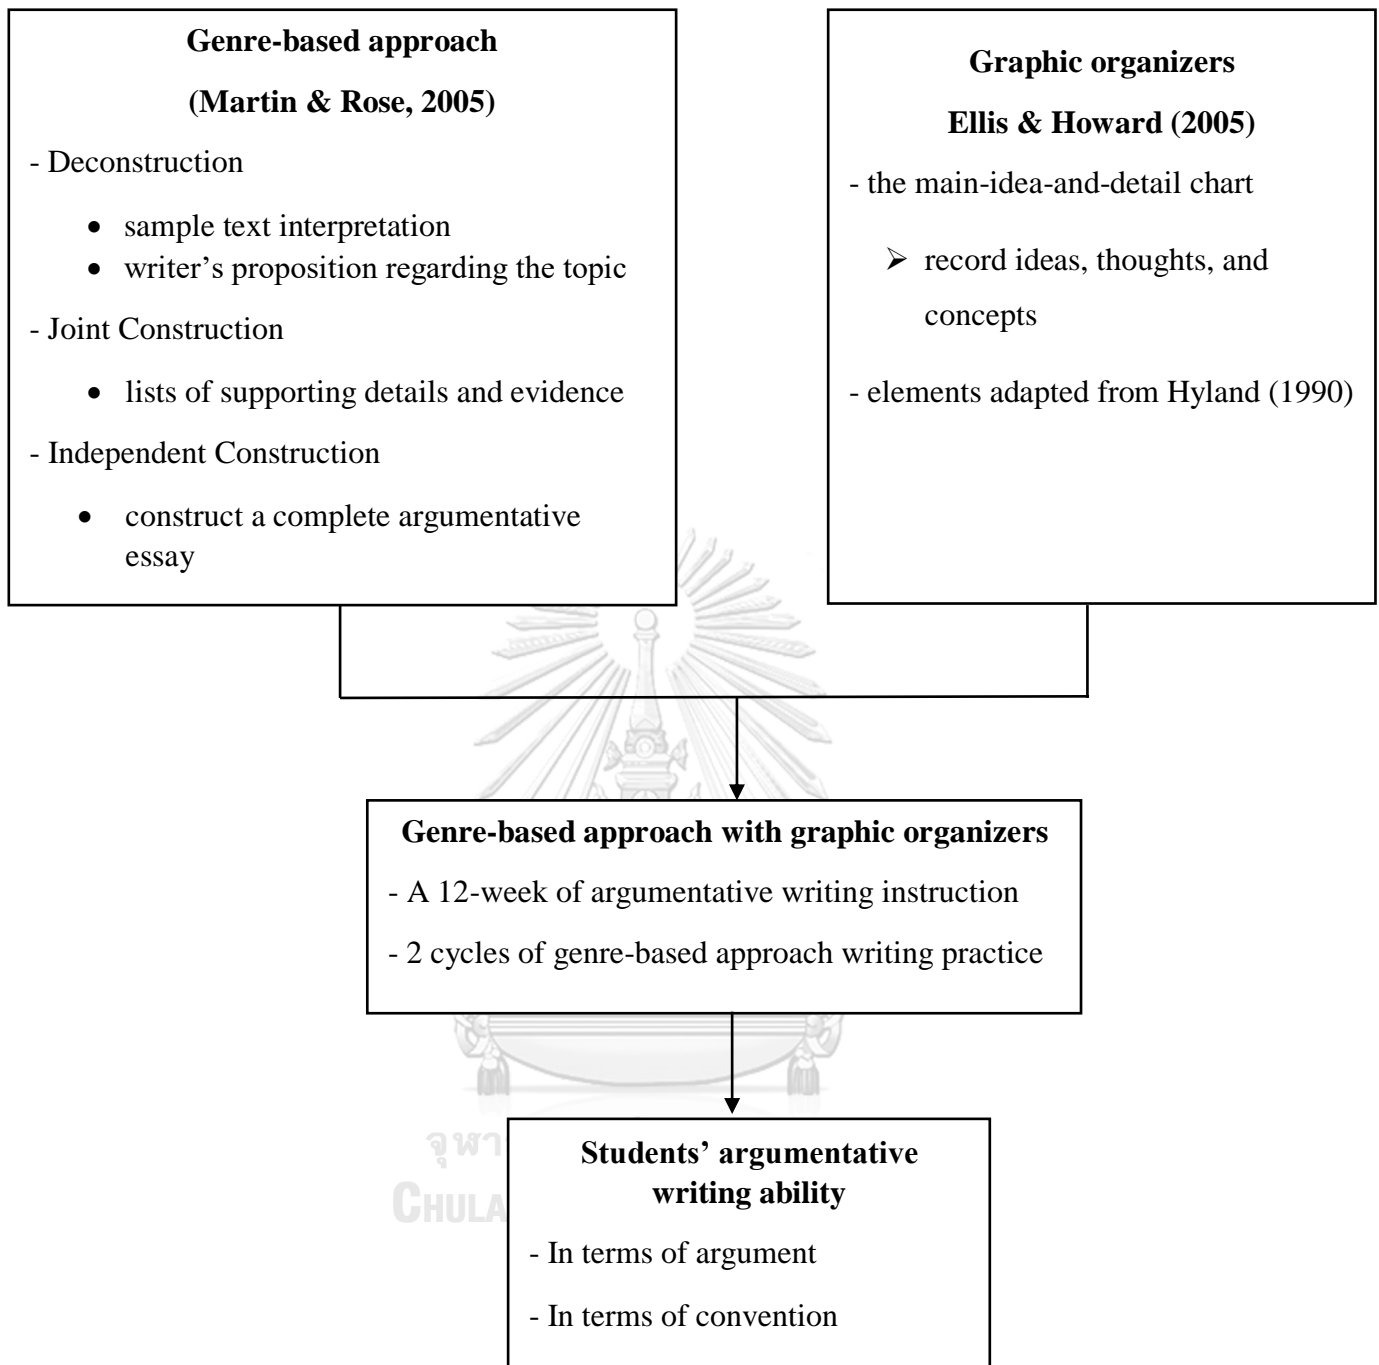 Genre-based approach
(Martin & Rose, 2005)
- Deconstruction
• sample text interpretation
• writer’s proposition regarding the topic
- Joint Construction
• lists of supporting details and evidence
- Independent Construction
• construct a complete argumentative
essay
Graphic organizers
Ellis & Howard (2005)
- the main-idea-and-detail chart
➢ record ideas, thoughts, and
concepts
- elements adapted from Hyland (1990)
Genre-based approach with graphic organizers
- A 12-week of argumentative writing instruction
- 2 cycles of genre-based approach writing practice
จุฬา
CHULA
Students’ argumentative
writing ability
- In terms of argument
- In terms of convention